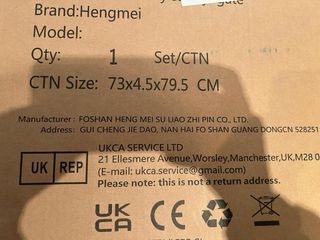 gate
Brand:Hengmei
Model:
Qty: 1 Set/CTN
CTN Size: 73x4.5x79.5 CM
Manufacturer: FOSHAN HENG MEI SU LIAO ZHI PIN CO., LTD.
Address: GUI CHENG JIE DAO, NAN HAI FO SHAN GUANG DONGCN 528251
UK REP
UKCA SERVICE LTD
21 Ellesmere Avenue,Worsley,Manchester,UK,M28 0
(E-mail: ukca.service@gmail.com)
Please note: this is not a return address.
UK
CA
CE